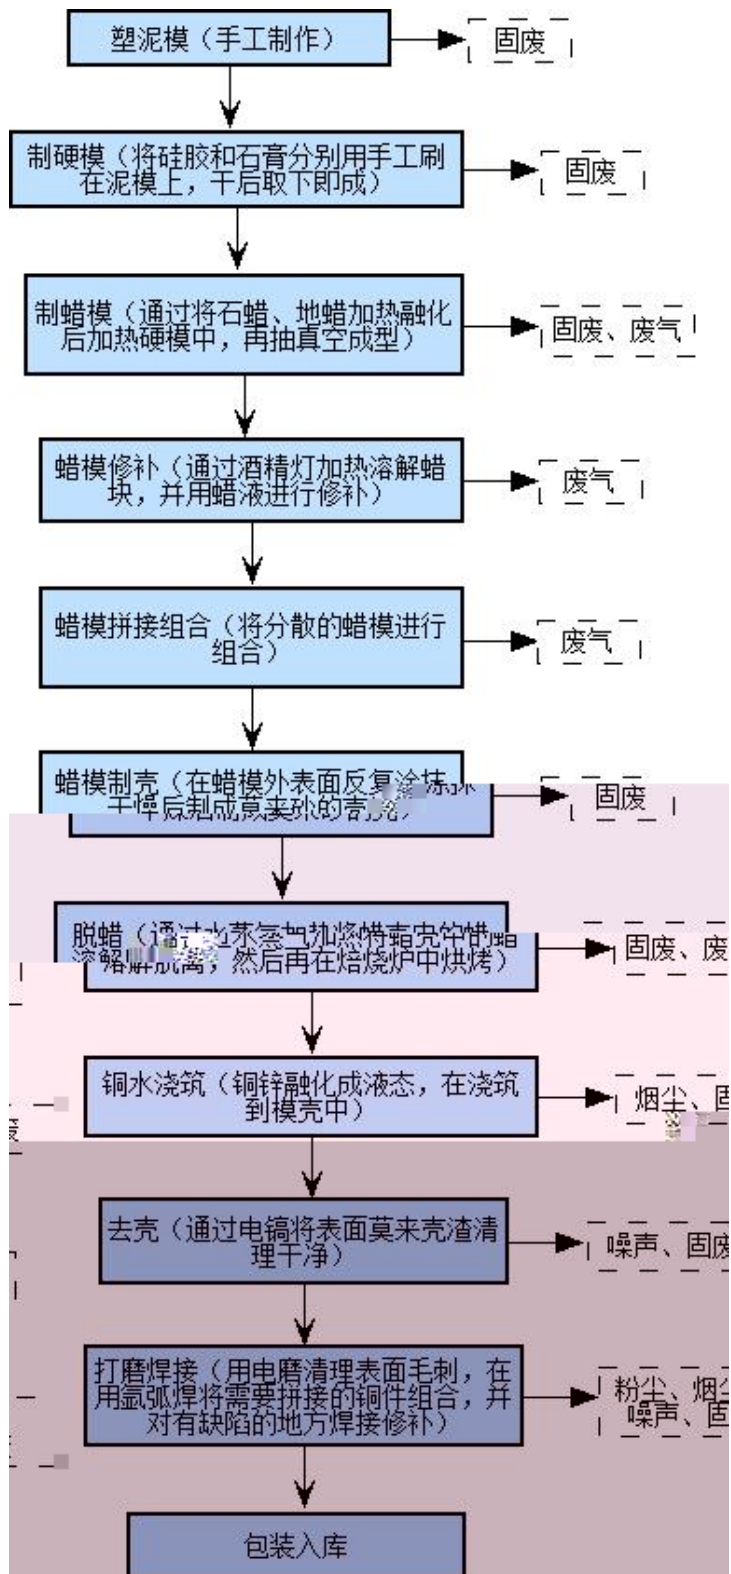 塑泥模（手工制作）
固废
制硬模（将硅胶和石膏分别用手工刷
在泥模上，干后取下即成）
固废
制蜡模（通过将石蜡、地蜡加热融化
后加热硬模中，再抽真空成型）
固废、废气
蜡模修补（通过酒精灯加热溶解蜡
块，并用蜡液进行修补）
废气
蜡模拼接组合（将分散的蜡模进行
组合）
废气
蜡模制壳（在蜡模外表面反复涂抹
固废
脱蜡（通过
溶解脱离，然后再在焙烧炉中烘烤）
固废、废
铜水浇筑（铜锌融化成液态，在浇筑
到模壳中）
烟尘、固
去壳（通过电镐将表面莫来壳渣清
理干净）
噪声、固废
打磨焊接（用电磨清理表面毛刺，在
用氩弧焊将需要拼接的铜件组合，并
对有缺陷的地方焊接修补）
粉尘、烟尘
噪声、固
包装入库